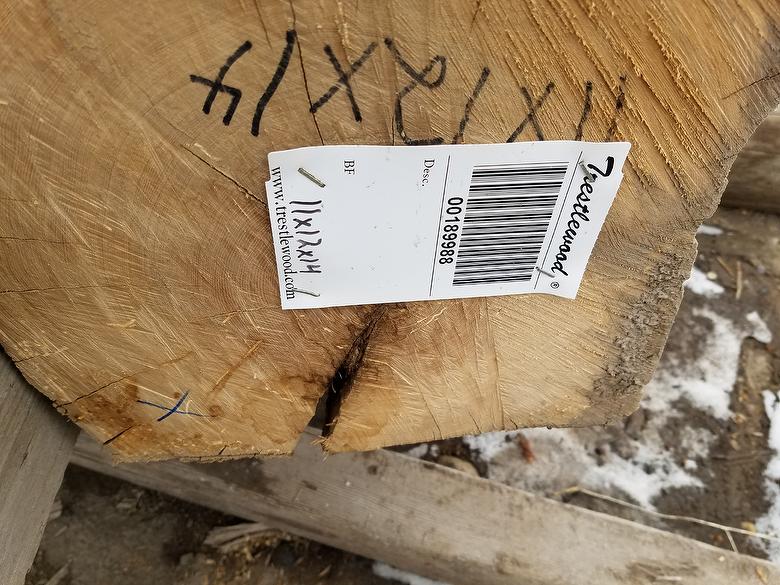 11x12x14
Trestlewood®
00189988
Desc.
BF
11x12x14
www.trestlewood.com
x